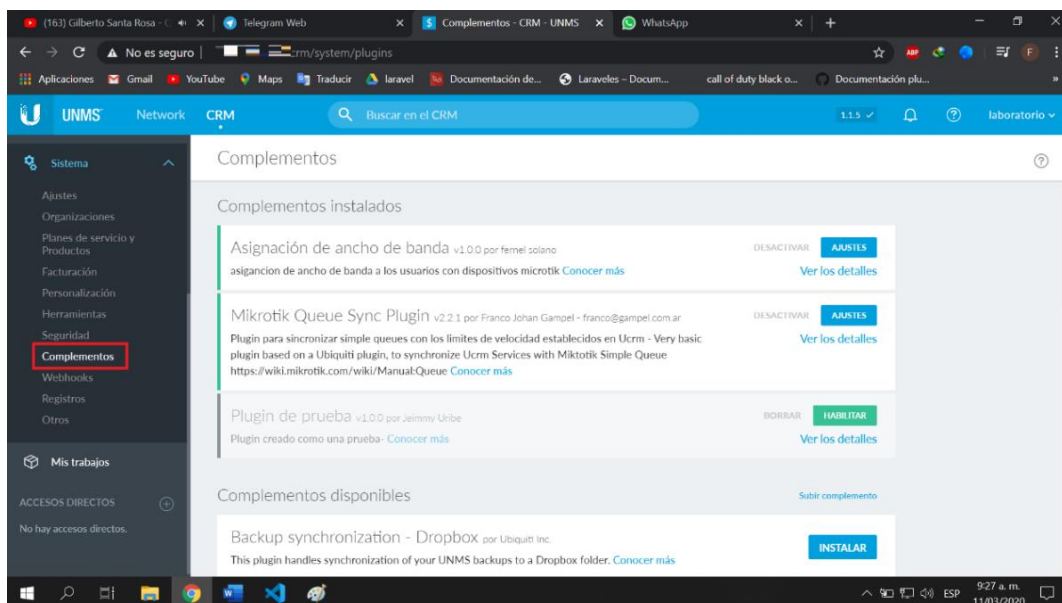 (163) Gilberto Santa Rosa - C
Telegram Web
Complementos - CRM - UNMS
WhatsApp
No es seguro
crm/system/plugins
Aplicaciones
Gmail
YouTube
Maps
Traducir
laravel
Documentación de...
Laraveles – Docum...
call of duty black o...
Documentación plu...
UNMS
Network
CRM
Buscar en el CRM
1.1.5
laboratorio
Sistema
Ajustes
Organizaciones
Planes de servicio y
Productos
Facturación
Personalización
Herramientas
Seguridad
Complementos
Webhooks
Registros
Otros
Mis trabajos
ACCESOS DIRECTOS
No hay accesos directos.
Complementos
Complementos instalados
Asignación de ancho de banda v1.0.0 por fernel solano
DESACTIVAR AJUSTES
asigancion de ancho de banda a los usuarios con dispositivos microtik Conocer más
Ver los detalles
Mikrotik Queue Sync Plugin v2.2.1 por Franco Johan Gampel - franco@gampel.com.ar
DESACTIVAR AJUSTES
Plugin para sincronizar simple queues con los limites de velocidad establecidos en Ucrm - Very basic
Ver los detalles
plugin based on a Ubiquiti plugin, to synchronize Ucrm Services with Miktotik Simple Queue
https://wiki.mikrotik.com/wiki/Manual:Queue Conocer más
Plugin de prueba v1.0.0 por Jeimmy Uribe
BORRAR HABILITAR
Plugin creado como una prueba- Conocer más
Ver los detalles
Complementos disponibles
Subir complemento
Backup synchronization - Dropbox por Ubiquiti Inc.
INSTALAR
This plugin handles synchronization of your UNMS backups to a Dropbox folder. Conocer más
ESP
9:27 a. m.
11/03/2020